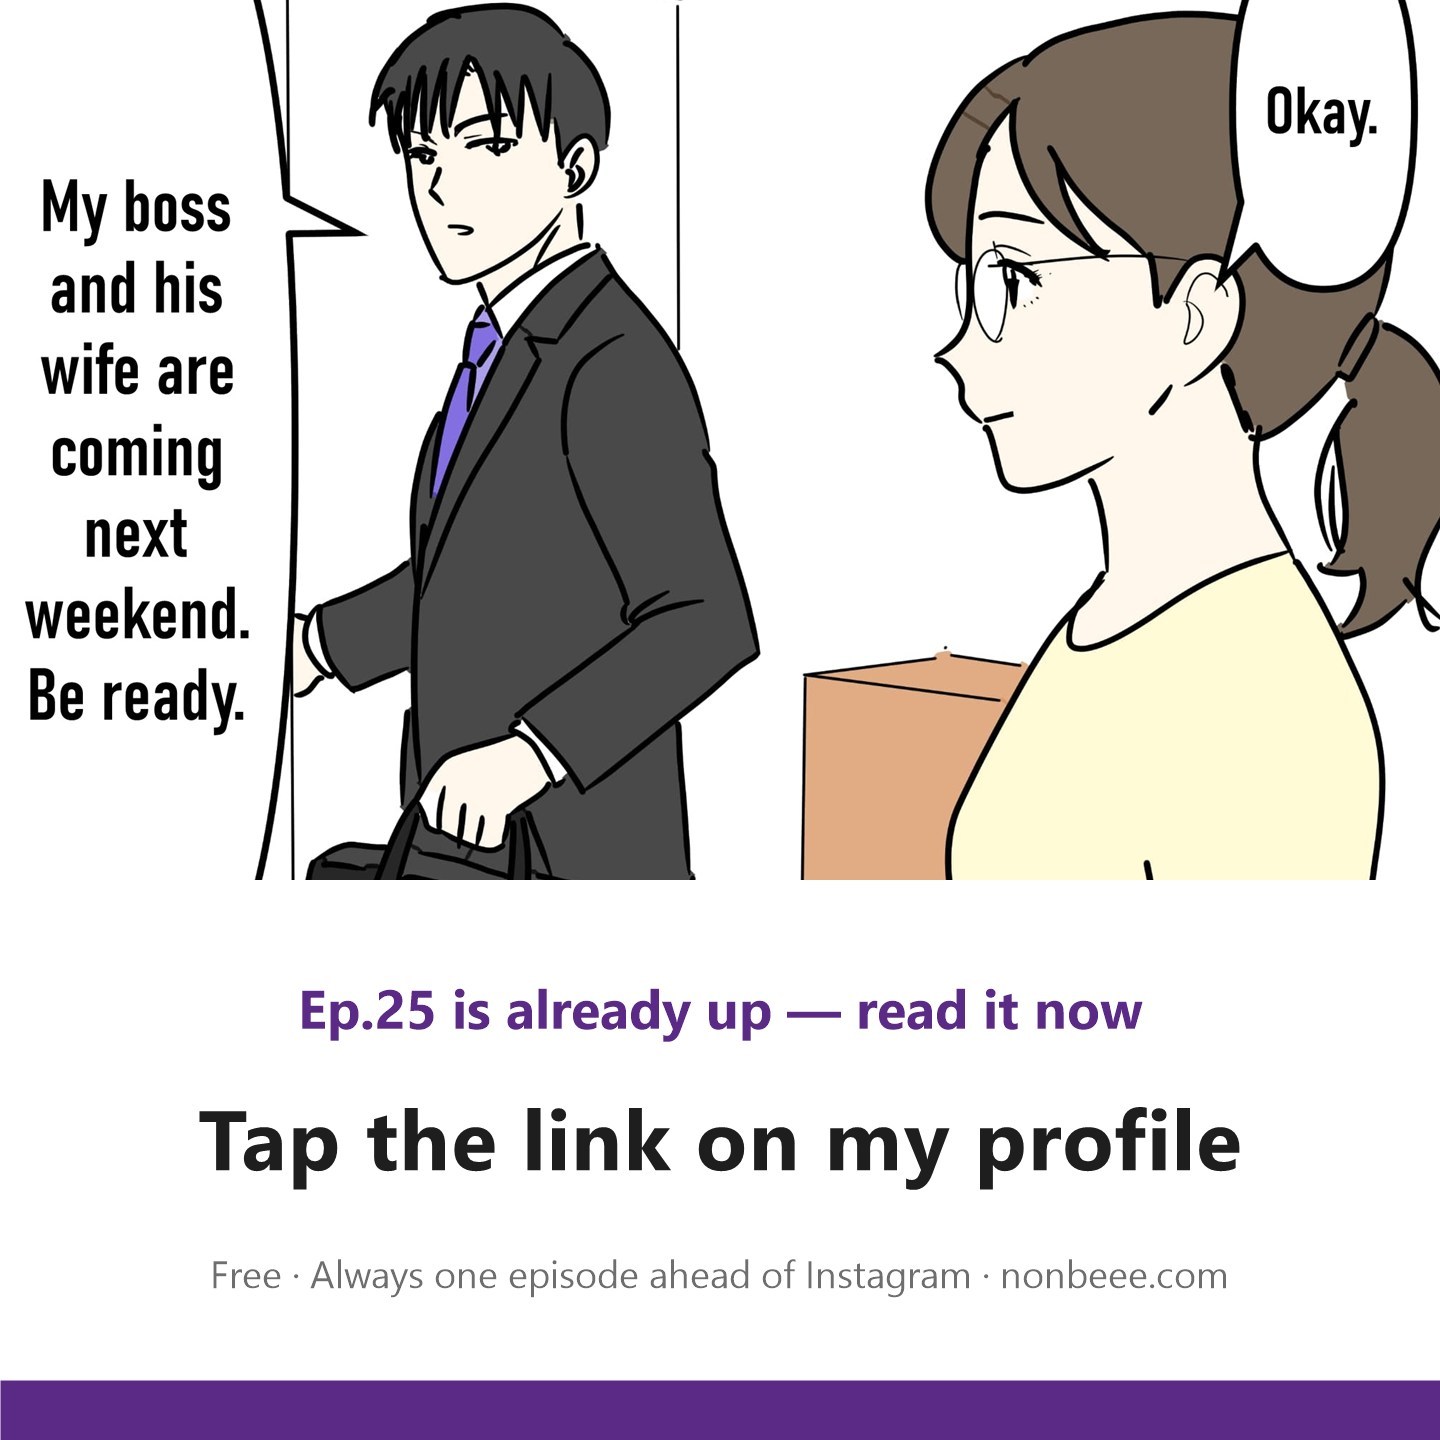 My boss
and his
wife are
coming
next
weekend.
Be ready.
Okay.
Ep.25 is already up — read it now
Tap the link on my profile
Free · Always one episode ahead of Instagram · nonbeee.com